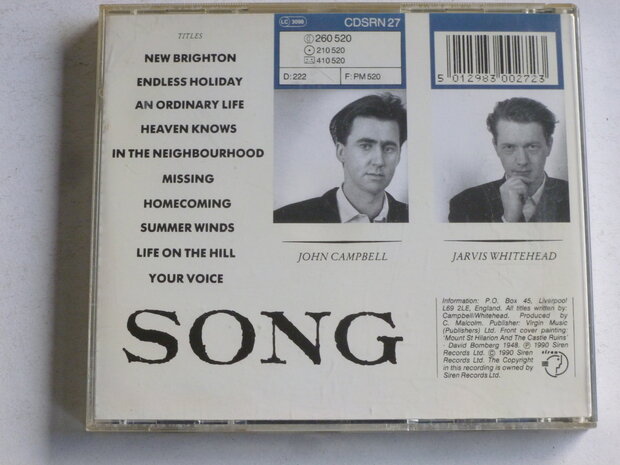 TITLES
NEW BRIGHTON
ENDLESS HOLIDAY
AN ORDINARY LIFE
HEAVEN KNOWS
IN THE NEIGHBOURHOOD
MISSING
HOMECOMING
SUMMER WINDS
LIFE ON THE HILL
YOUR VOICE
LC 3098
CDSRN 27
260 520
210 520
410 520
D: 222
F: PM 520
5 012983 002723
JOHN CAMPBELL
JARVIS WHITEHEAD
SONG
Information: P.O. Box 45, Liverpool
L69 2LE, England. All titles written by:
Campbell/Whitehead. Produced by
C. Malcolm. Publisher: Virgin Music
(Publishers) Ltd. Front cover painting:
'Mount St Hilarion And The Castle Ruins'
- David Bomberg 1948. ℗ 1990 Siren
Records Ltd. © 1990 Siren
Records Ltd. The Copyright
in this recording is owned by
Siren Records Ltd.
siren